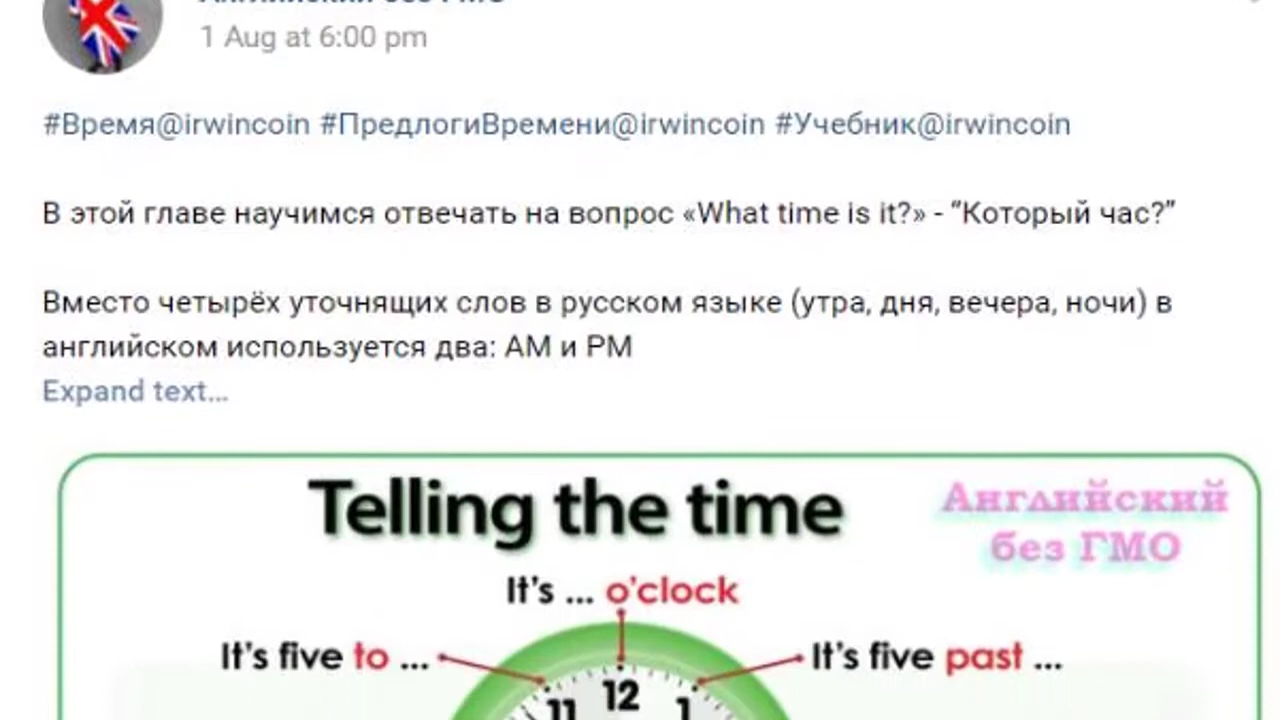 1 Aug at 6:00 pm
#Время@irwincoin #ПредлогиВремени@irwincoin #Учебник@irwincoin
В этой главе научимся отвечать на вопрос «What time is it?» - “Который час?”
Вместо четырёх уточнящих слов в русском языке (утра, дня, вечера, ночи) в
английском используется два: AM и PM
Expand text...
Telling the time
Английский
без ГМО
It's ... o'clock
It's five to ...
It's five past ...
11 12 1